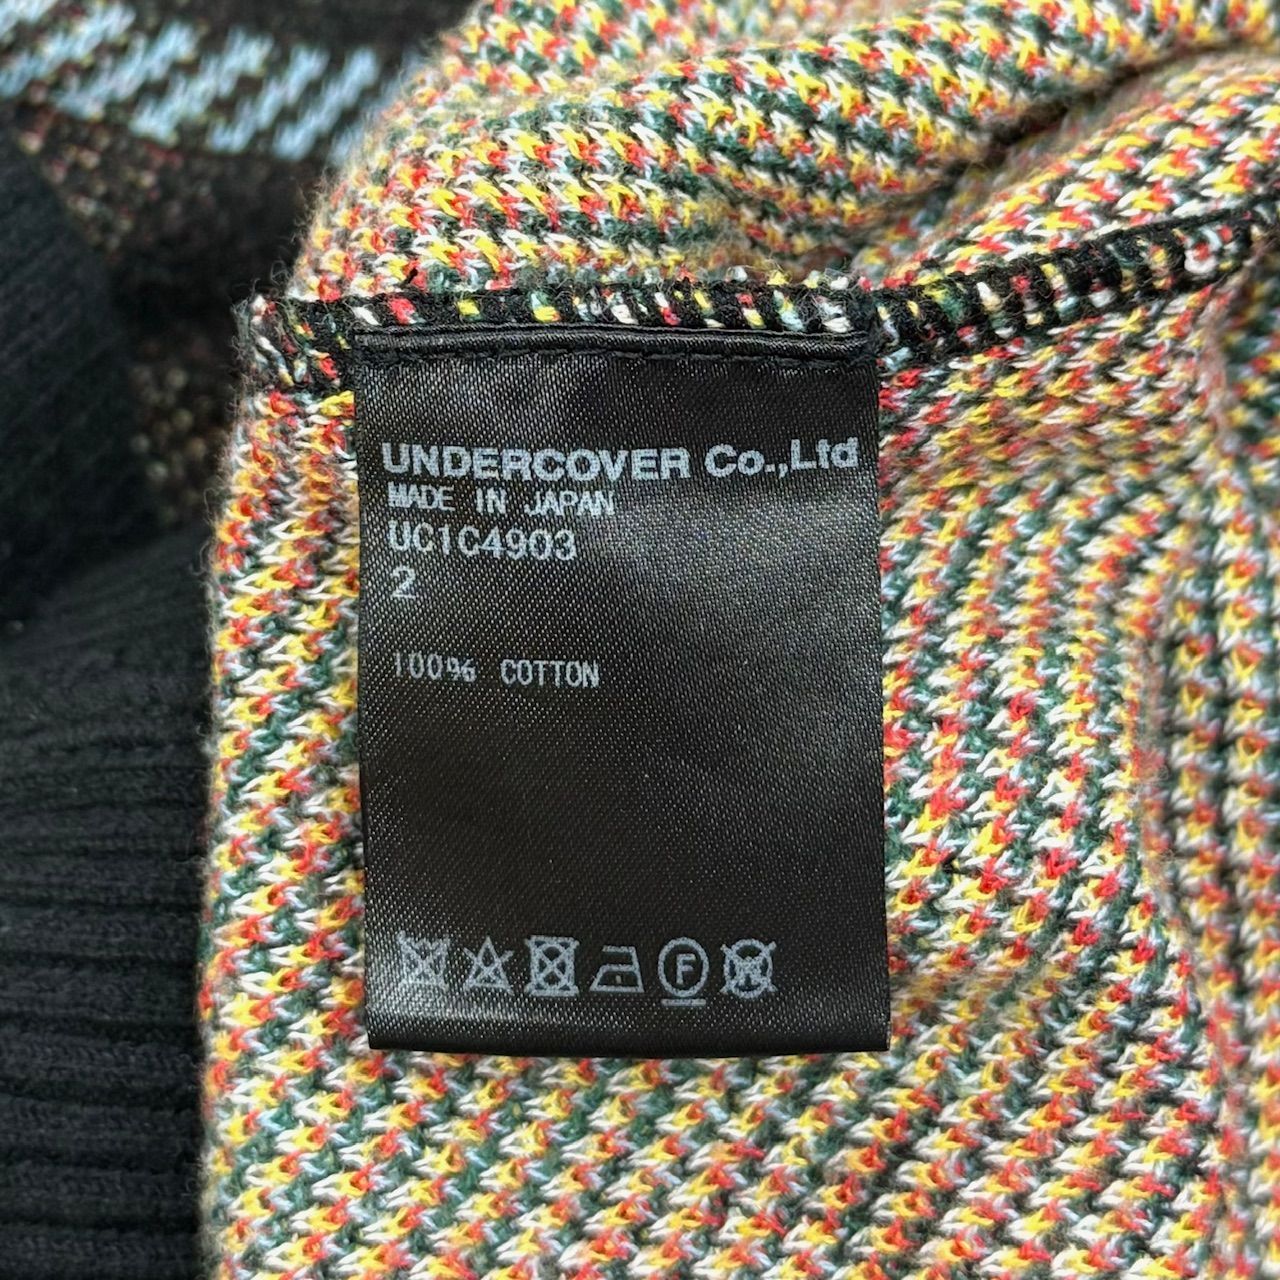 UNDERCOVER Co.,Ltd
MADE IN JAPAN
UC1C4903
2
100% COTTON
F
W